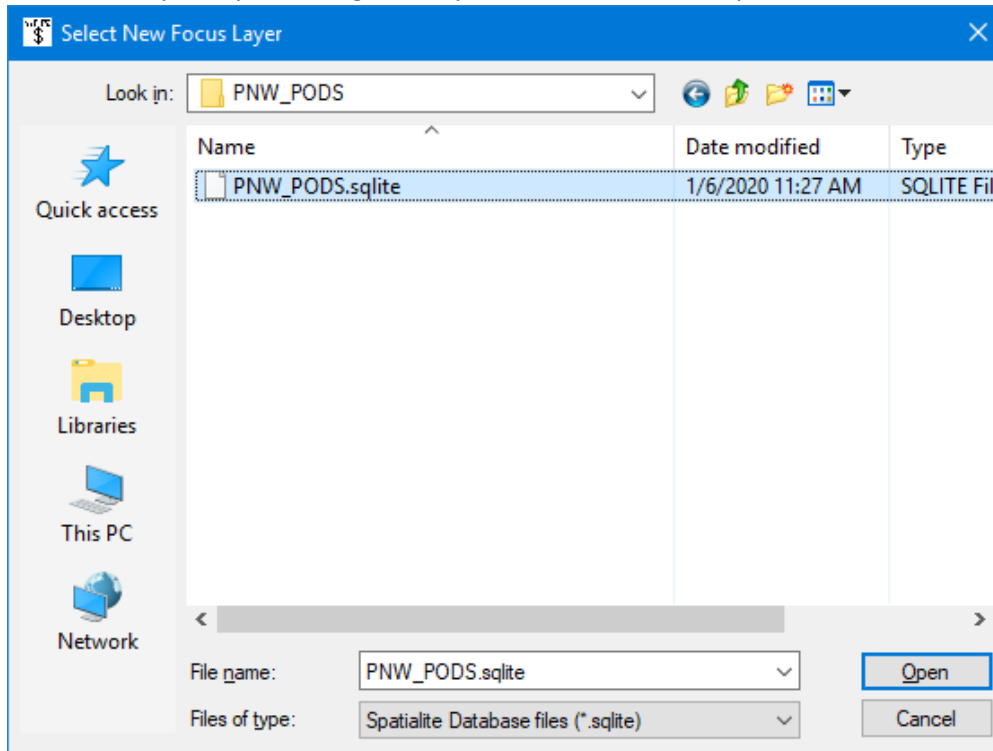 Select New Focus Layer
Look in: PNW_PODS
Name Date modified Type
PNW_PODS.sqlite 1/6/2020 11:27 AM SQLITE Fil
Quick access
Desktop
Libraries
This PC
Network
File name: PNW_PODS.sqlite Open
Files of type: Spatialite Database files (*.sqlite) Cancel